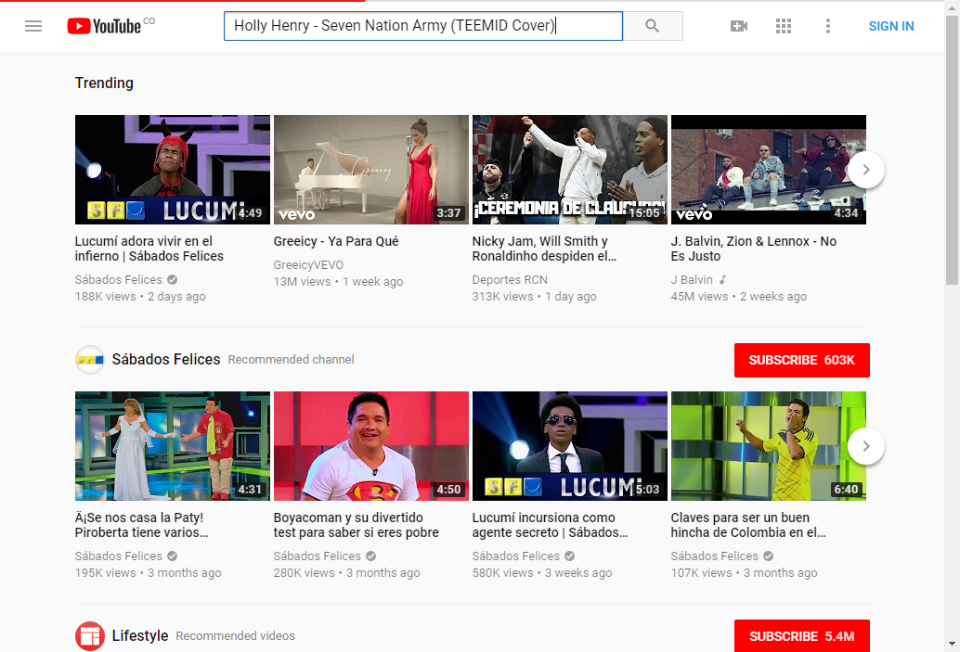 YouTube CO
Holly Henry - Seven Nation Army (TEEMID Cover)
SIGN IN
Trending
4:49
3:37
15:05
4:34
SF LUCUMÍ
vevo
¡CEREMONIA DE CLAUSURA!
vevo
Lucumí adora vivir en el
infierno | Sábados Felices
Sábados Felices
188K views • 2 days ago
Greeicy - Ya Para Qué
GreeicyVEVO
13M views • 1 week ago
Nicky Jam, Will Smith y
Ronaldinho despiden el...
Deportes RCN
313K views • 1 day ago
J. Balvin, Zion & Lennox - No
Es Justo
J Balvin
45M views • 2 weeks ago
Sábados Felices Recommended channel
SUBSCRIBE 603K
4:31
4:50
SF LUCUMÍ
5:03
6:40
Ä¡Se nos casa la Paty!
Piroberta tiene varios...
Sábados Felices
195K views • 3 months ago
Boyacoman y su divertido
test para saber si eres pobre
Sábados Felices
280K views • 3 months ago
Lucumí incursiona como
agente secreto | Sábados...
Sábados Felices
580K views • 3 weeks ago
Claves para ser un buen
hincha de Colombia en el...
Sábados Felices
107K views • 3 months ago
Lifestyle Recommended videos
SUBSCRIBE 5.4M